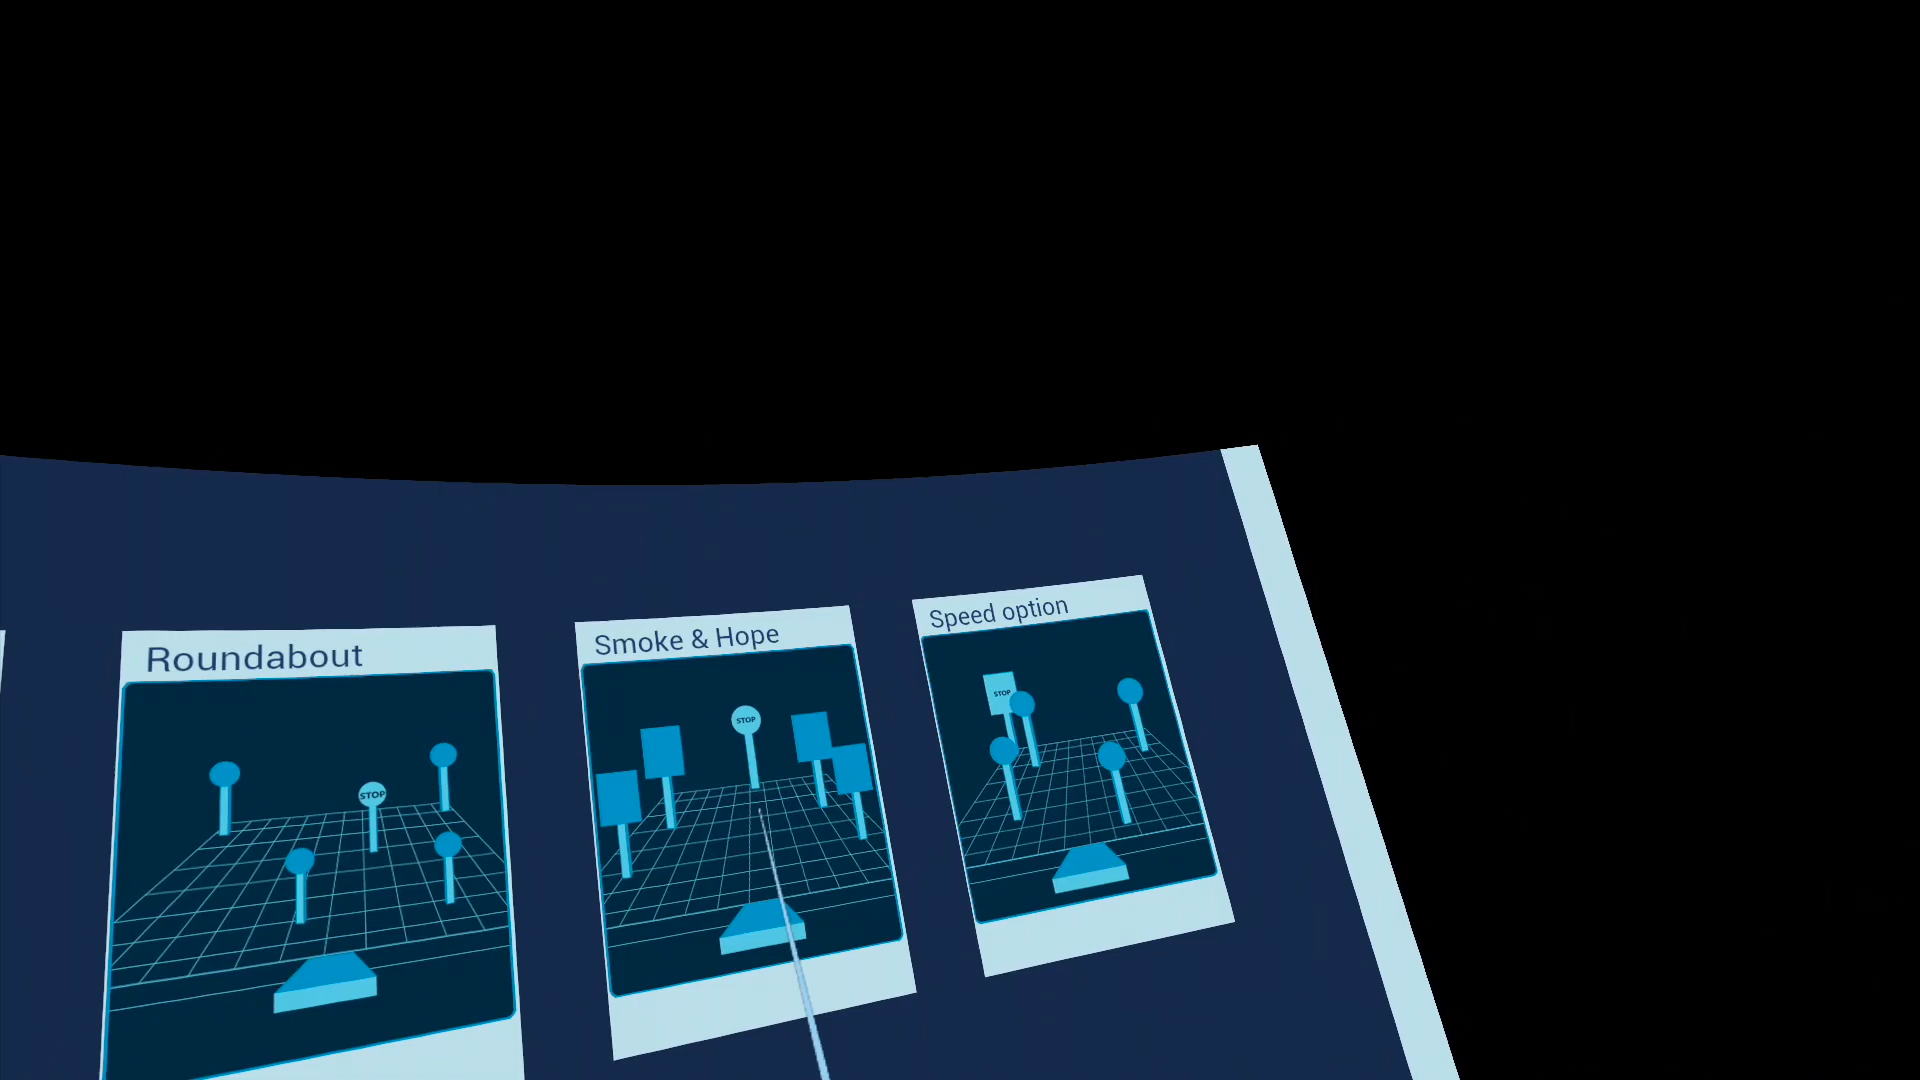 Roundabout
STOP
Smoke & Hope
STOP
Speed option
STOP